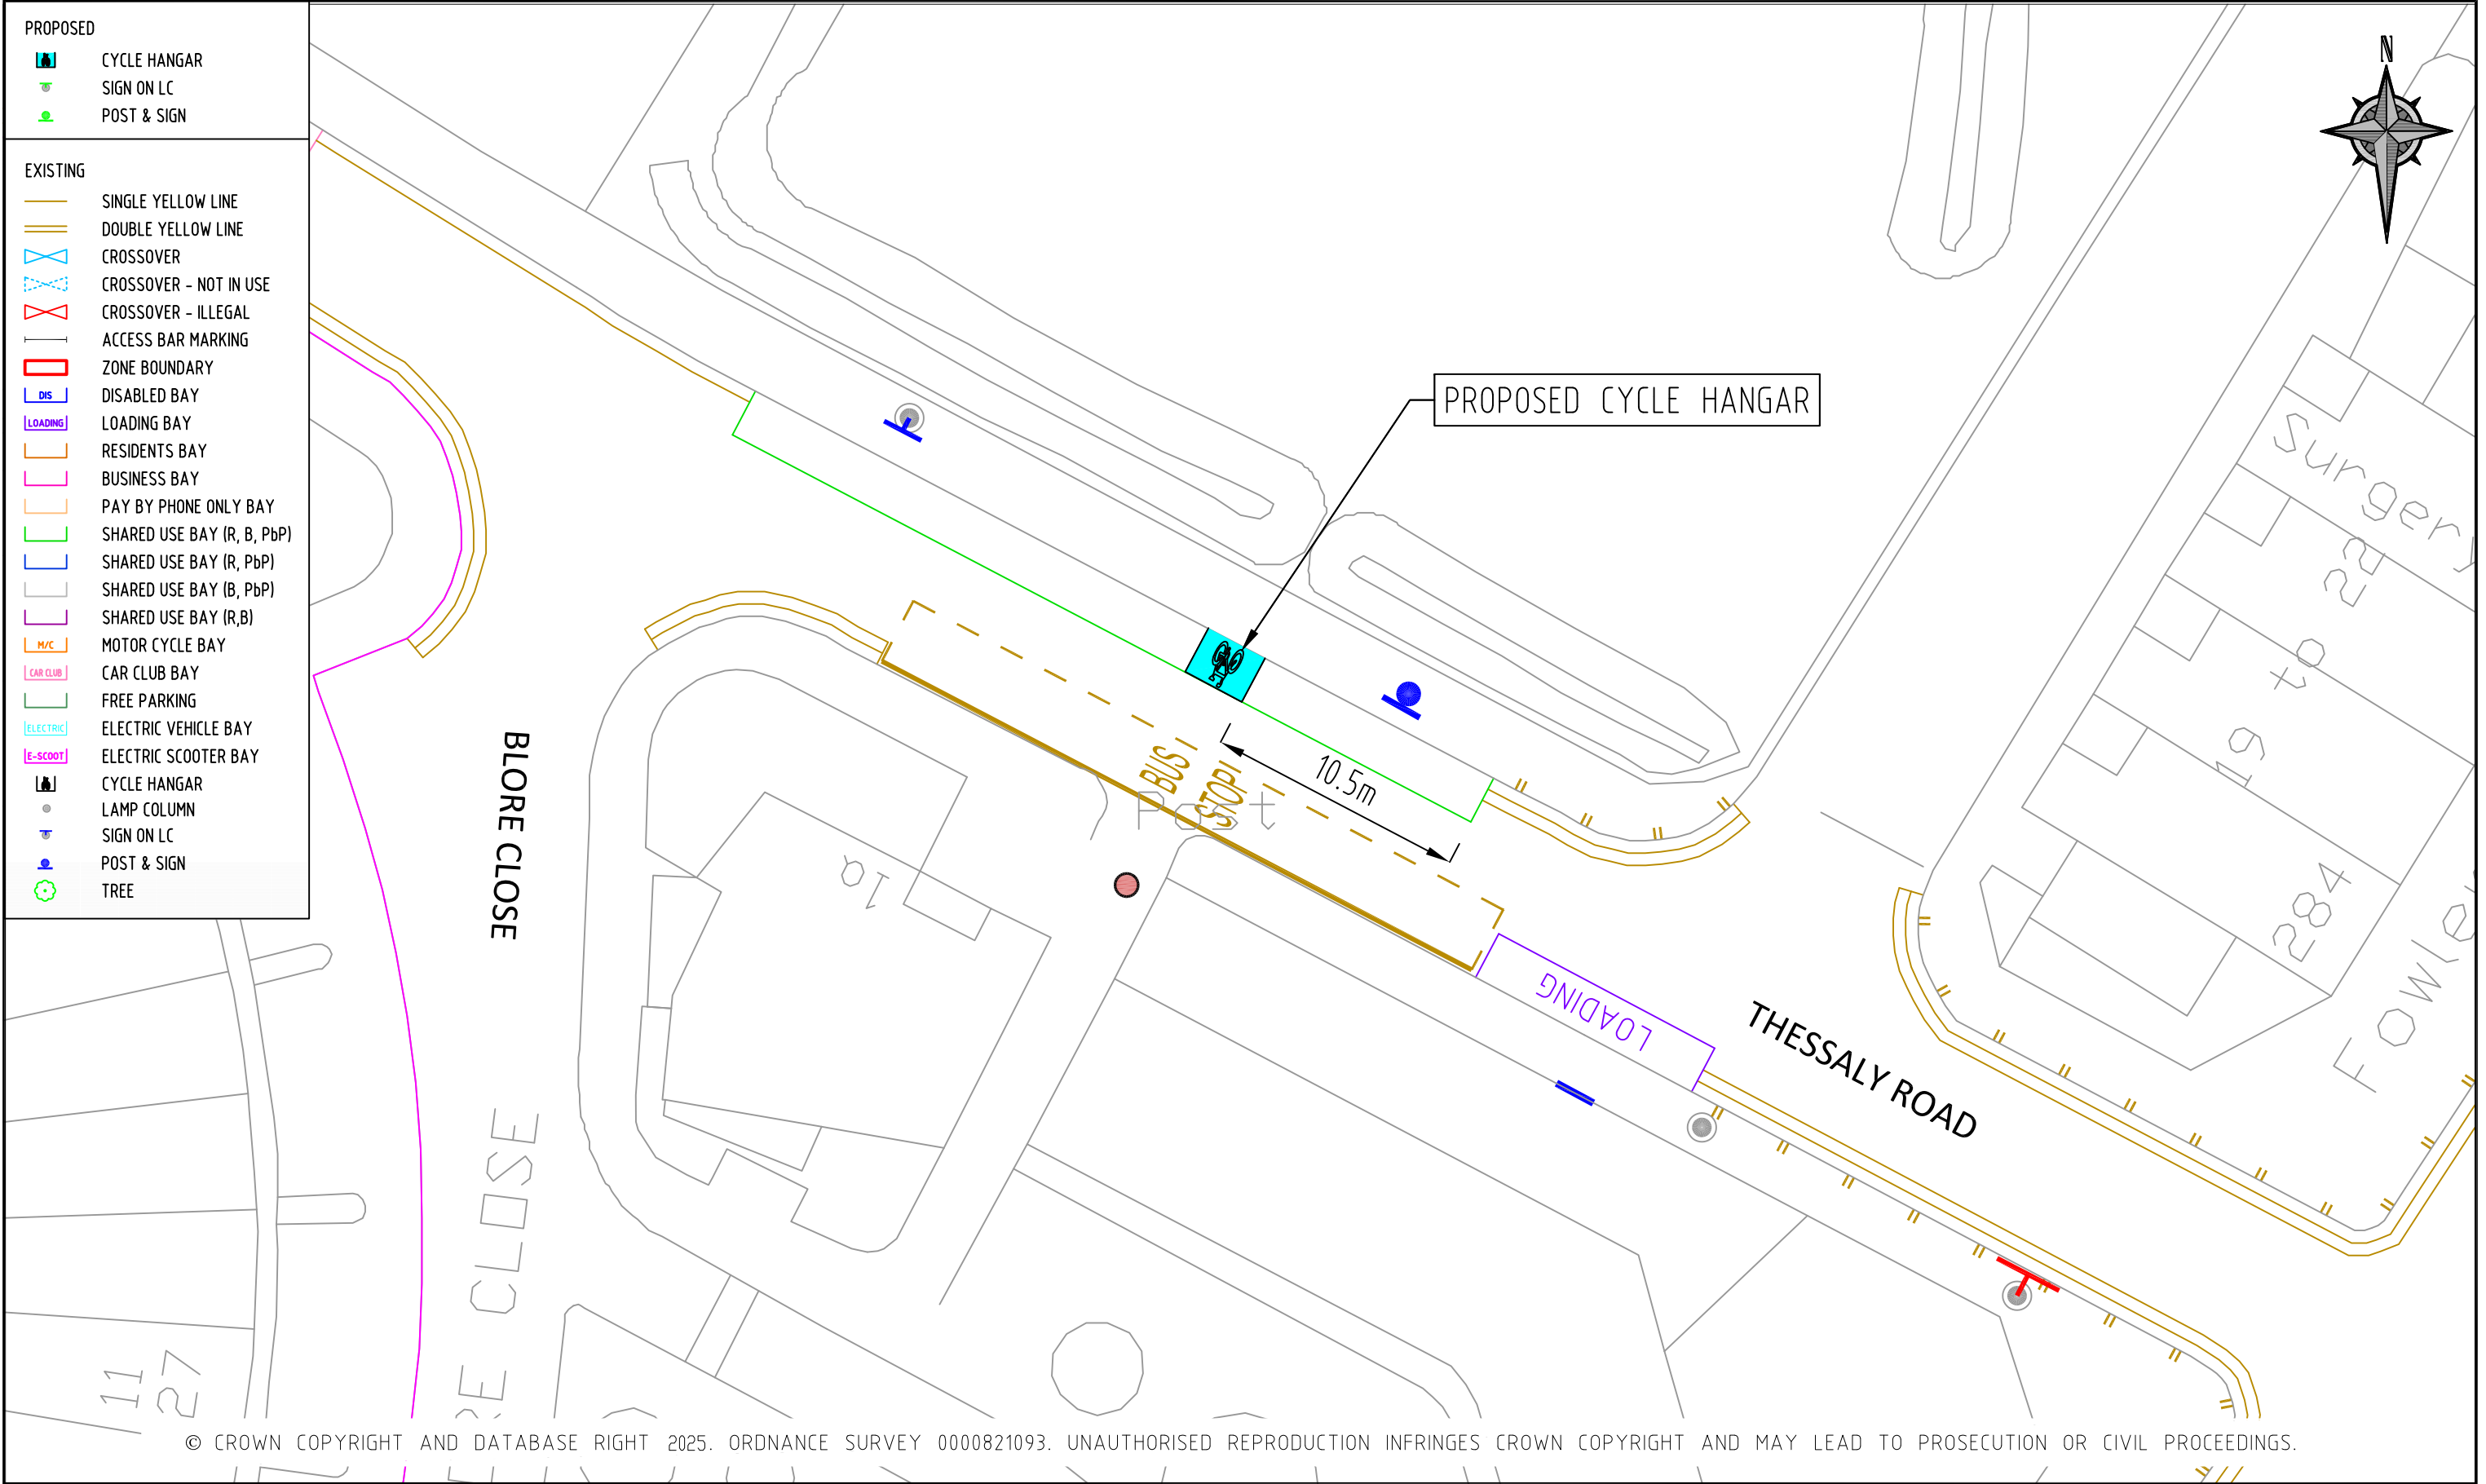 PROPOSED
CYCLE HANGAR
SIGN ON LC
POST & SIGN
EXISTING
SINGLE YELLOW LINE
DOUBLE YELLOW LINE
CROSSOVER
CROSSOVER - NOT IN USE
CROSSOVER - ILLEGAL
ACCESS BAR MARKING
ZONE BOUNDARY
DIS DISABLED BAY
LOADING LOADING BAY
RESIDENTS BAY
BUSINESS BAY
PAY BY PHONE ONLY BAY
SHARED USE BAY (R, B, PbP)
SHARED USE BAY (R, PbP)
SHARED USE BAY (B, PbP)
SHARED USE BAY (R,B)
M/C MOTOR CYCLE BAY
CAR CLUB CAR CLUB BAY
FREE PARKING
ELECTRIC ELECTRIC VEHICLE BAY
E-SCOOT ELECTRIC SCOOTER BAY
CYCLE HANGAR
LAMP COLUMN
SIGN ON LC
POST & SIGN
TREE
N
PROPOSED CYCLE HANGAR
Surgery
19 to 22
284
BUS
STOP
10.5m
Post
BLORE CLOSE
LOADING
THESSALY ROAD
CLOSE
11
27
© CROWN COPYRIGHT AND DATABASE RIGHT 2025. ORDNANCE SURVEY 0000821093. UNAUTHORISED REPRODUCTION INFRINGES CROWN COPYRIGHT AND MAY LEAD TO PROSECUTION OR CIVIL PROCEEDINGS.